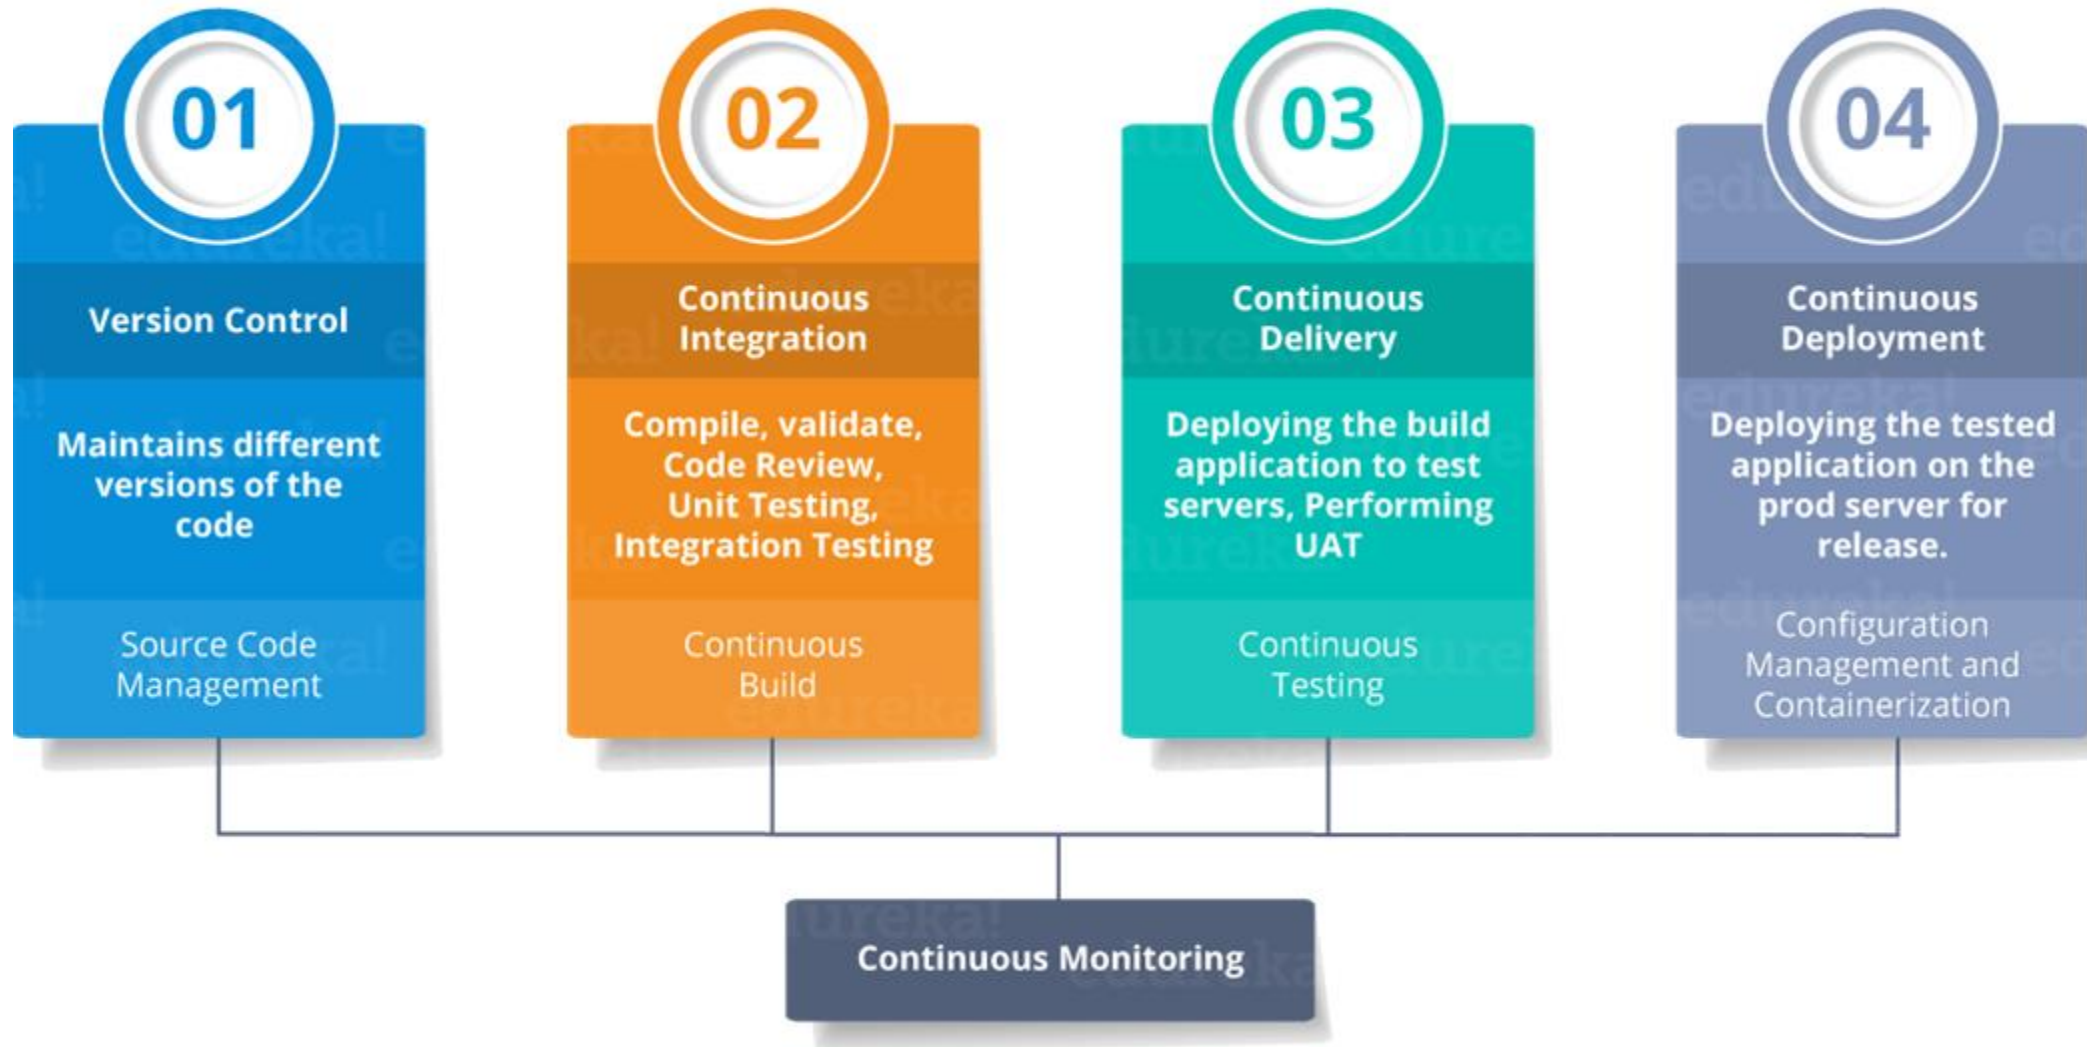 01
Version Control
Maintains different
versions of the
code
Source Code
Management
02
Continuous
Integration
Compile, validate,
Code Review,
Unit Testing,
Integration Testing
Continuous
Build
03
Continuous
Delivery
Deploying the build
application to test
servers, Performing
UAT
Continuous
Testing
04
Continuous
Deployment
Deploying the tested
application on the
prod server for
release.
Configuration
Management and
Containerization
Continuous Monitoring
edureka!